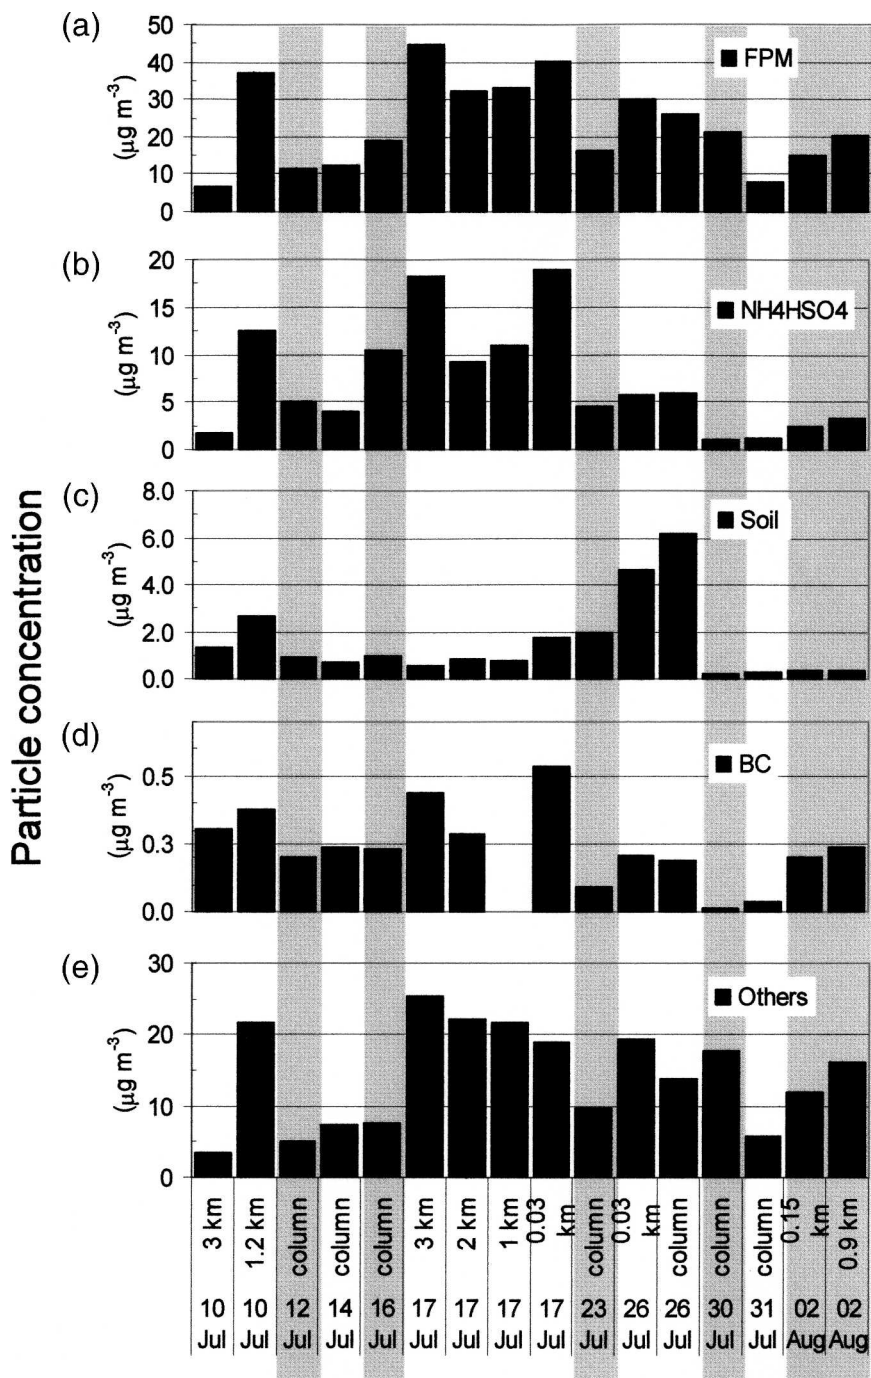 Particle concentration
(a)
(µg m⁻³)
50
40
30
20
10
0
FPM
(b)
(µg m⁻³)
20
15
10
5
0
NH4HSO4
(c)
(µg m⁻³)
8.0
6.0
4.0
2.0
0.0
Soil
(d)
(µg m⁻³)
0.5
0.3
0.0
BC
(e)
(µg m⁻³)
30
20
10
0
Others
3 km
1.2 km
column
column
column
3 km
2 km
1 km
0.03 km
column
0.03 km
column
column
column
0.15 km
0.9 km
10 10 12 14 16 17 17 17 17 23 26 26 30 31 02 02
Jul Jul Jul Jul Jul Jul Jul Jul Jul Jul Jul Jul Jul Jul Aug Aug